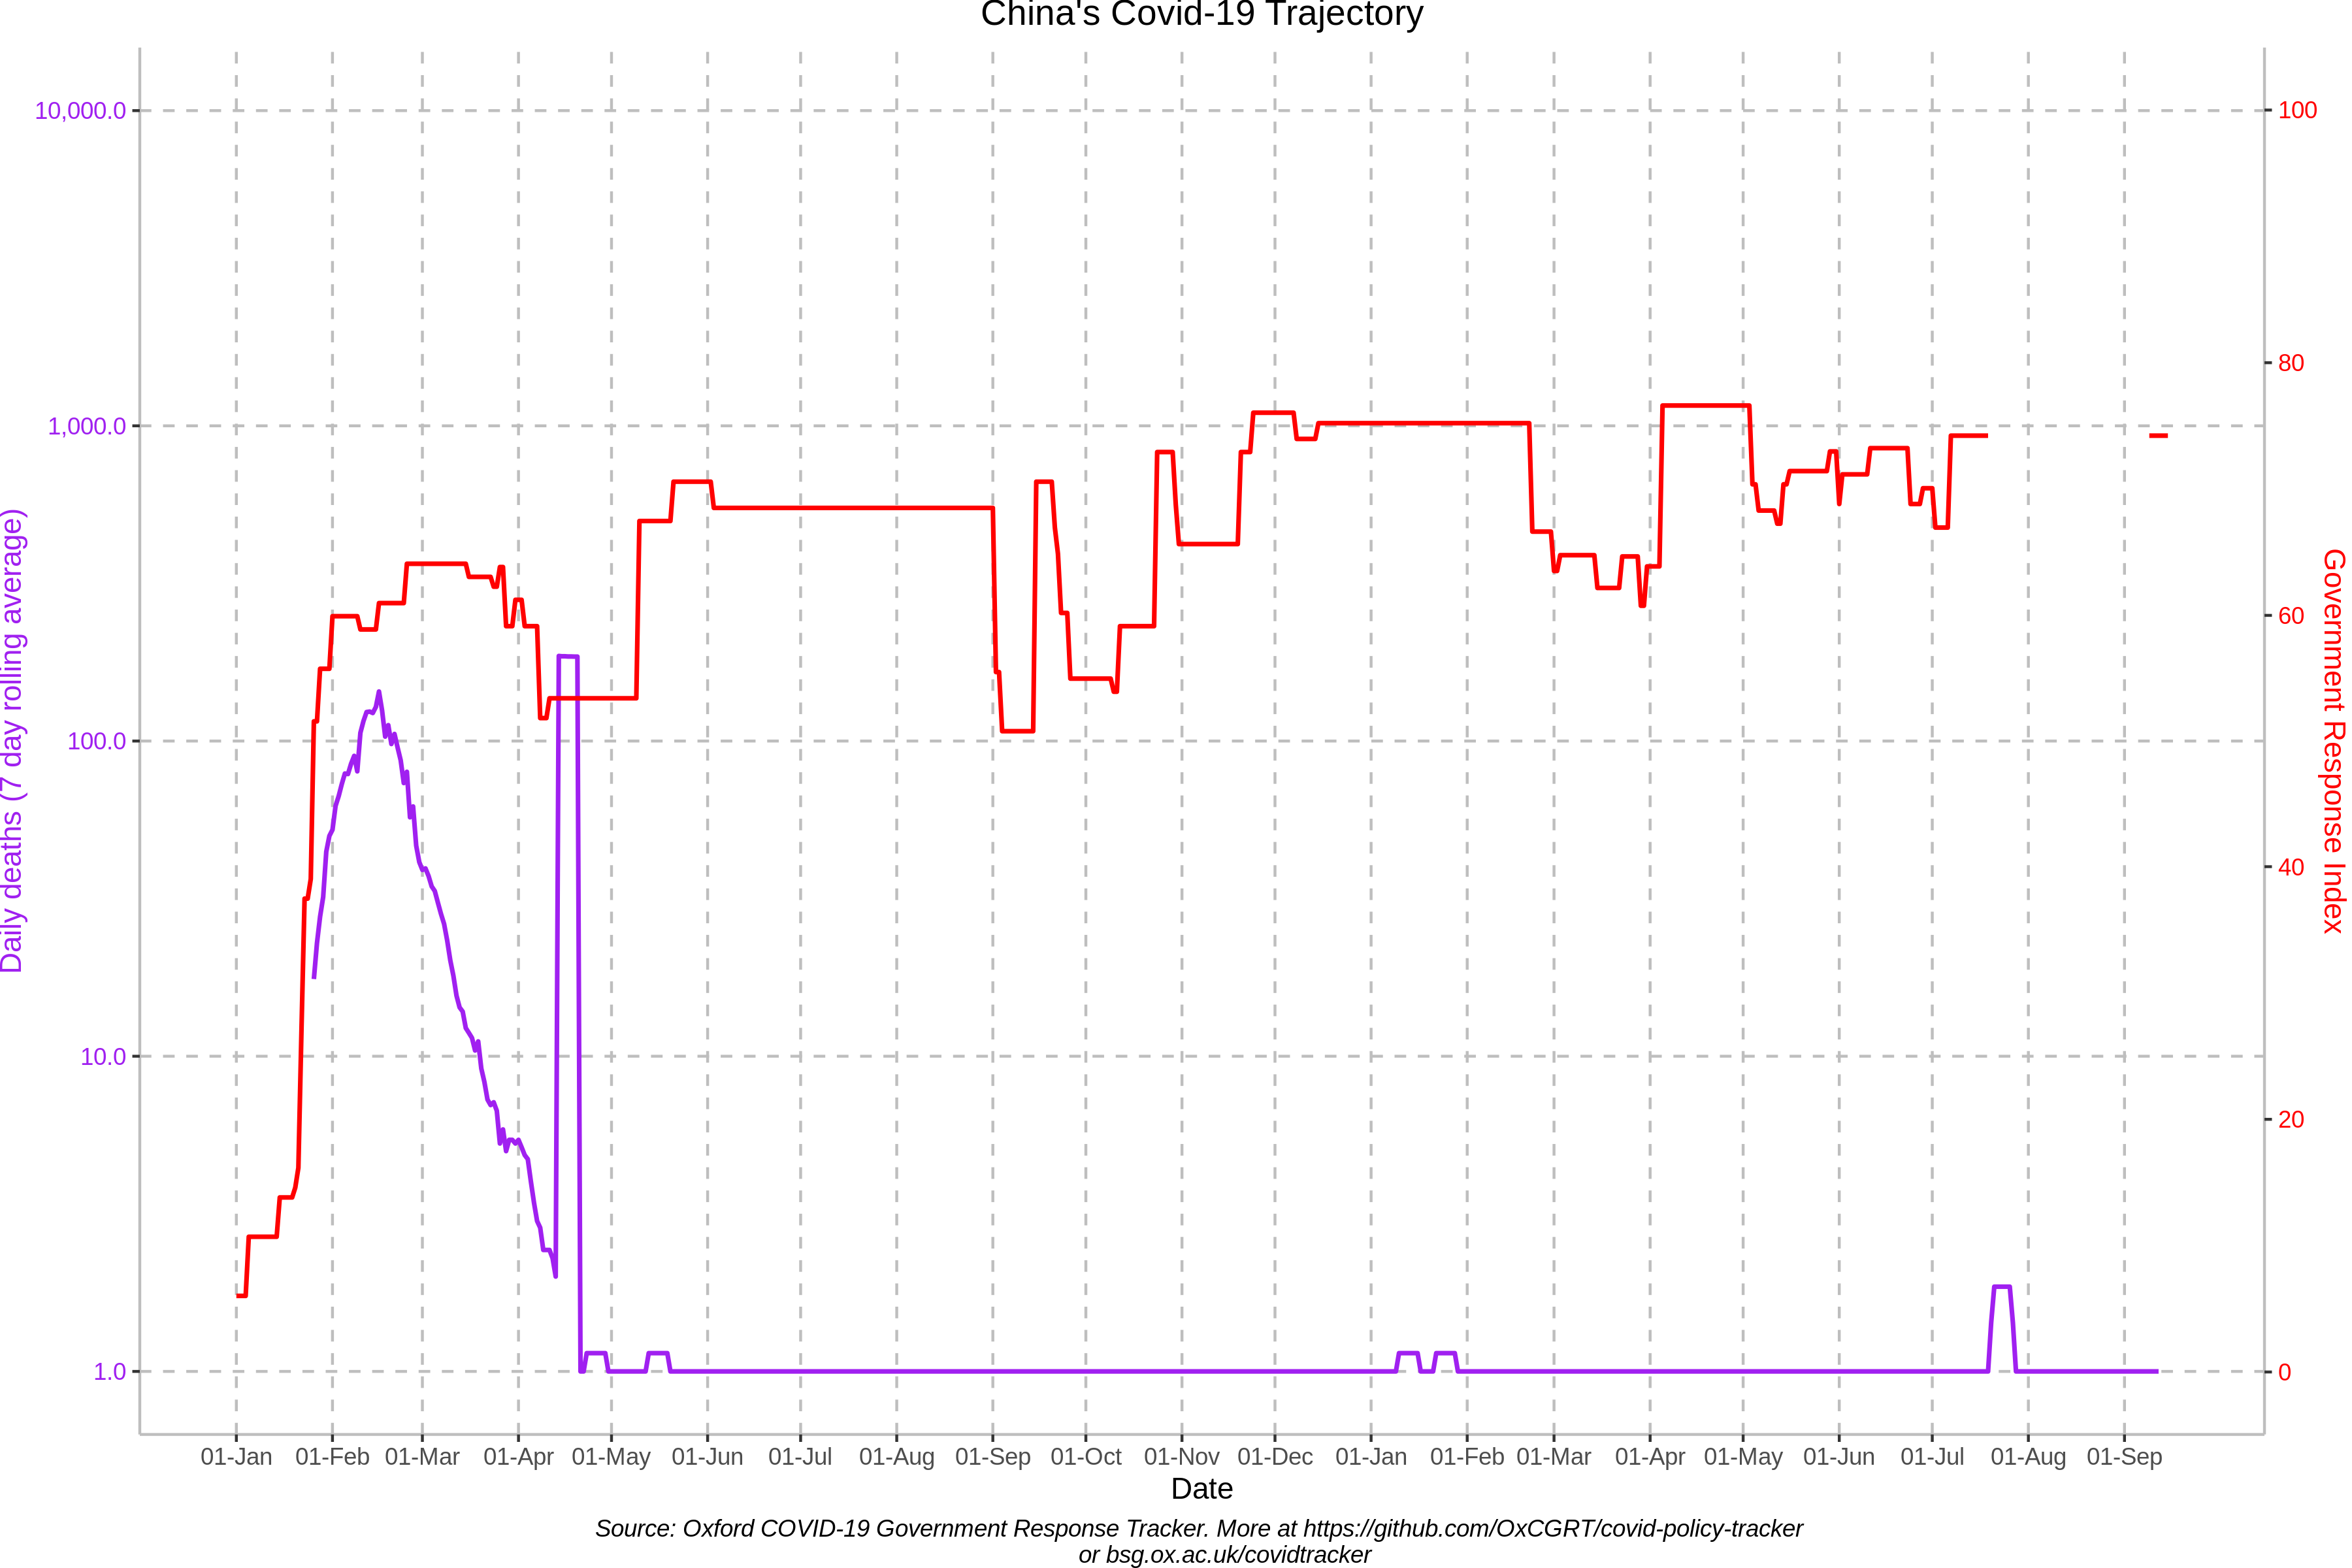 China's Covid-19 Trajectory
10,000.0
1,000.0
100.0
10.0
1.0
Daily deaths (7 day rolling average)
100
80
60
40
20
0
Government Response Index
01-Jan 01-Feb 01-Mar 01-Apr 01-May 01-Jun 01-Jul 01-Aug 01-Sep 01-Oct 01-Nov 01-Dec 01-Jan 01-Feb 01-Mar 01-Apr 01-May 01-Jun 01-Jul 01-Aug 01-Sep
Date
Source: Oxford COVID-19 Government Response Tracker. More at https://github.com/OxCGRT/covid-policy-tracker
or bsg.ox.ac.uk/covidtracker